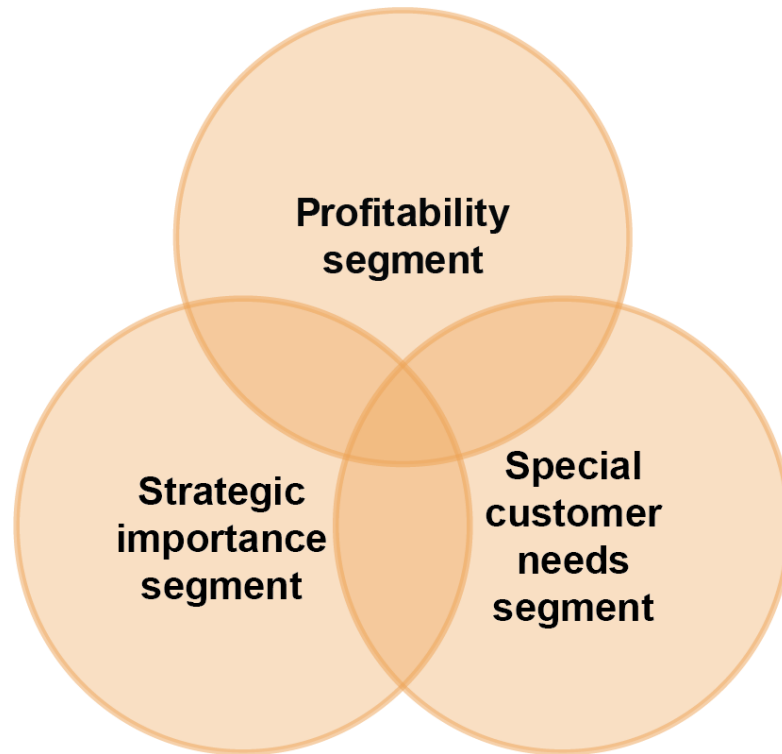 Profitability
segment
Strategic
importance
segment
Special
customer
needs
segment